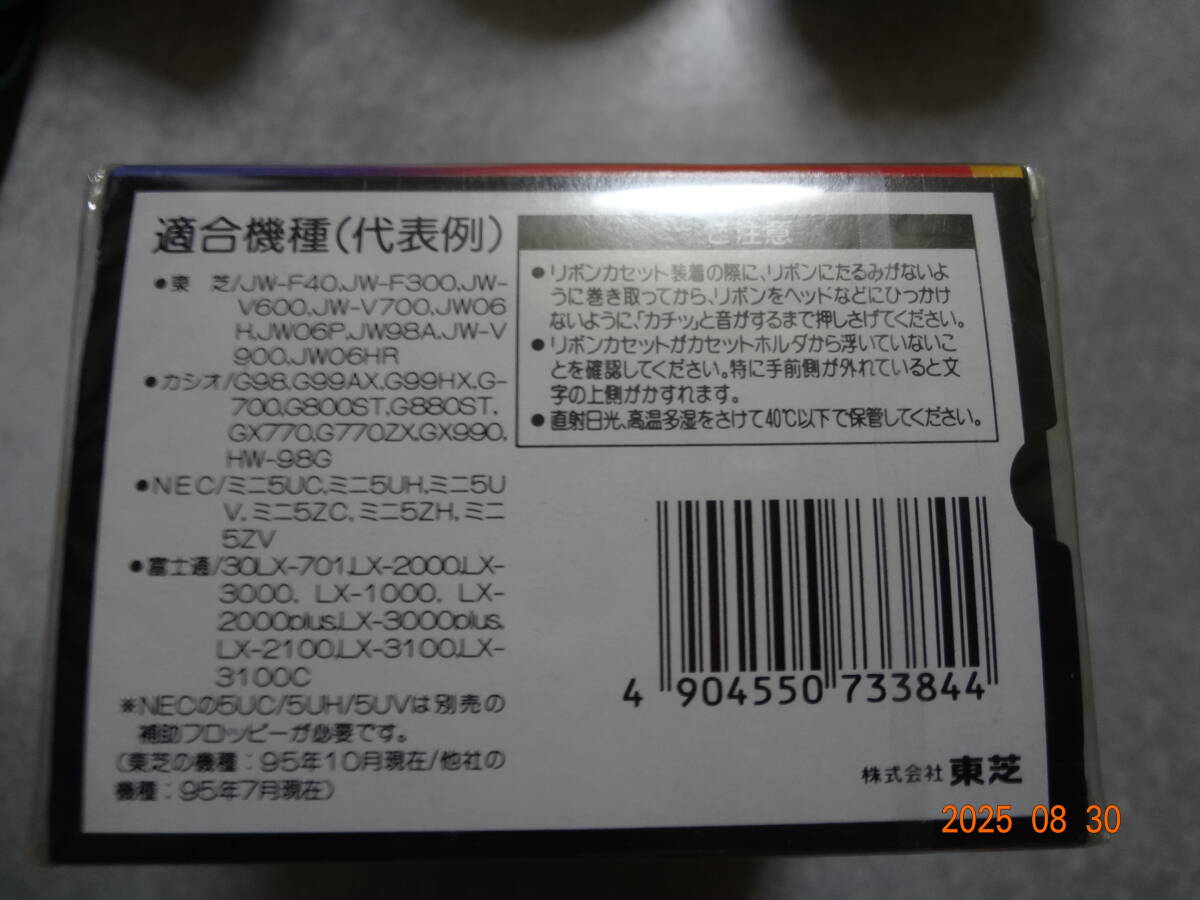 適合機種(代表例)
●東 芝/JW-F40,JW-F300,JW-
V600,JW-V700,JW06
H,JW06P,JW98A,JW-V
900,JW06HR
●カシオ/G98,G99AX,G99HX,G-
700,G800ST,G880ST,
GX770,G770ZX,GX990,
HW-98G
●NEC/ミニ5UC,ミニ5UH,ミニ5U
V,ミニ5ZC,ミニ5ZH,ミニ
5ZV
●富士通/30LX-701,LX-2000,LX-
3000, LX-1000, LX-
2000plus,LX-3000plus,
LX-2100,LX-3100,LX-
3100C
※NECの5UC/5UH/5UVは別売の
補助フロッピーが必要です。
(東芝の機種:95年10月現在/他社の
機種:95年7月現在)
ご注意
●リボンカセット装着の際に、リボンにたるみがないよ
うに巻き取ってから、リボンをヘッドなどにひっかけ
ないように、「カチッ」と音がするまで押しさげてください。
●リボンカセットがカセットホルダから浮いていないこ
とを確認してください。特に手前側が外れていると文
字の上側がかすれます。
●直射日光、高温多湿をさけて40℃以下で保管してください。
4 904550 733844
株式会社 東芝
2025 08 30